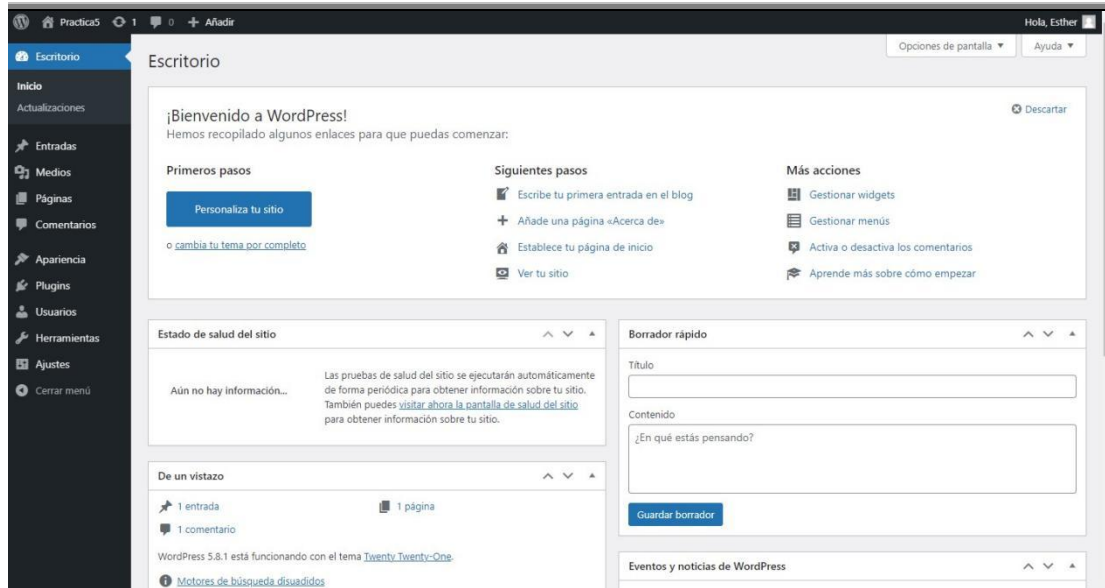 Practica5 1 0 + Añadir Hola, Esther
Escritorio
Inicio
Actualizaciones
Entradas
Medios
Páginas
Comentarios
Apariencia
Plugins
Usuarios
Herramientas
Ajustes
Cerrar menú
Opciones de pantalla Ayuda
Escritorio
¡Bienvenido a WordPress!
Descartar
Hemos recopilado algunos enlaces para que puedas comenzar:
Primeros pasos
Personaliza tu sitio
o cambia tu tema por completo
Siguientes pasos
Escribe tu primera entrada en el blog
Añade una página «Acerca de»
Establece tu página de inicio
Ver tu sitio
Más acciones
Gestionar widgets
Gestionar menús
Activa o desactiva los comentarios
Aprende más sobre cómo empezar
Estado de salud del sitio
Aún no hay información...
Las pruebas de salud del sitio se ejecutarán automáticamente
de forma periódica para obtener información sobre tu sitio.
También puedes visitar ahora la pantalla de salud del sitio
para obtener información sobre tu sitio.
De un vistazo
1 entrada 1 página
1 comentario
WordPress 5.8.1 está funcionando con el tema Twenty Twenty-One.
Motores de búsqueda disuadidos
Borrador rápido
Título
Contenido
¿En qué estás pensando?
Guardar borrador
Eventos y noticias de WordPress